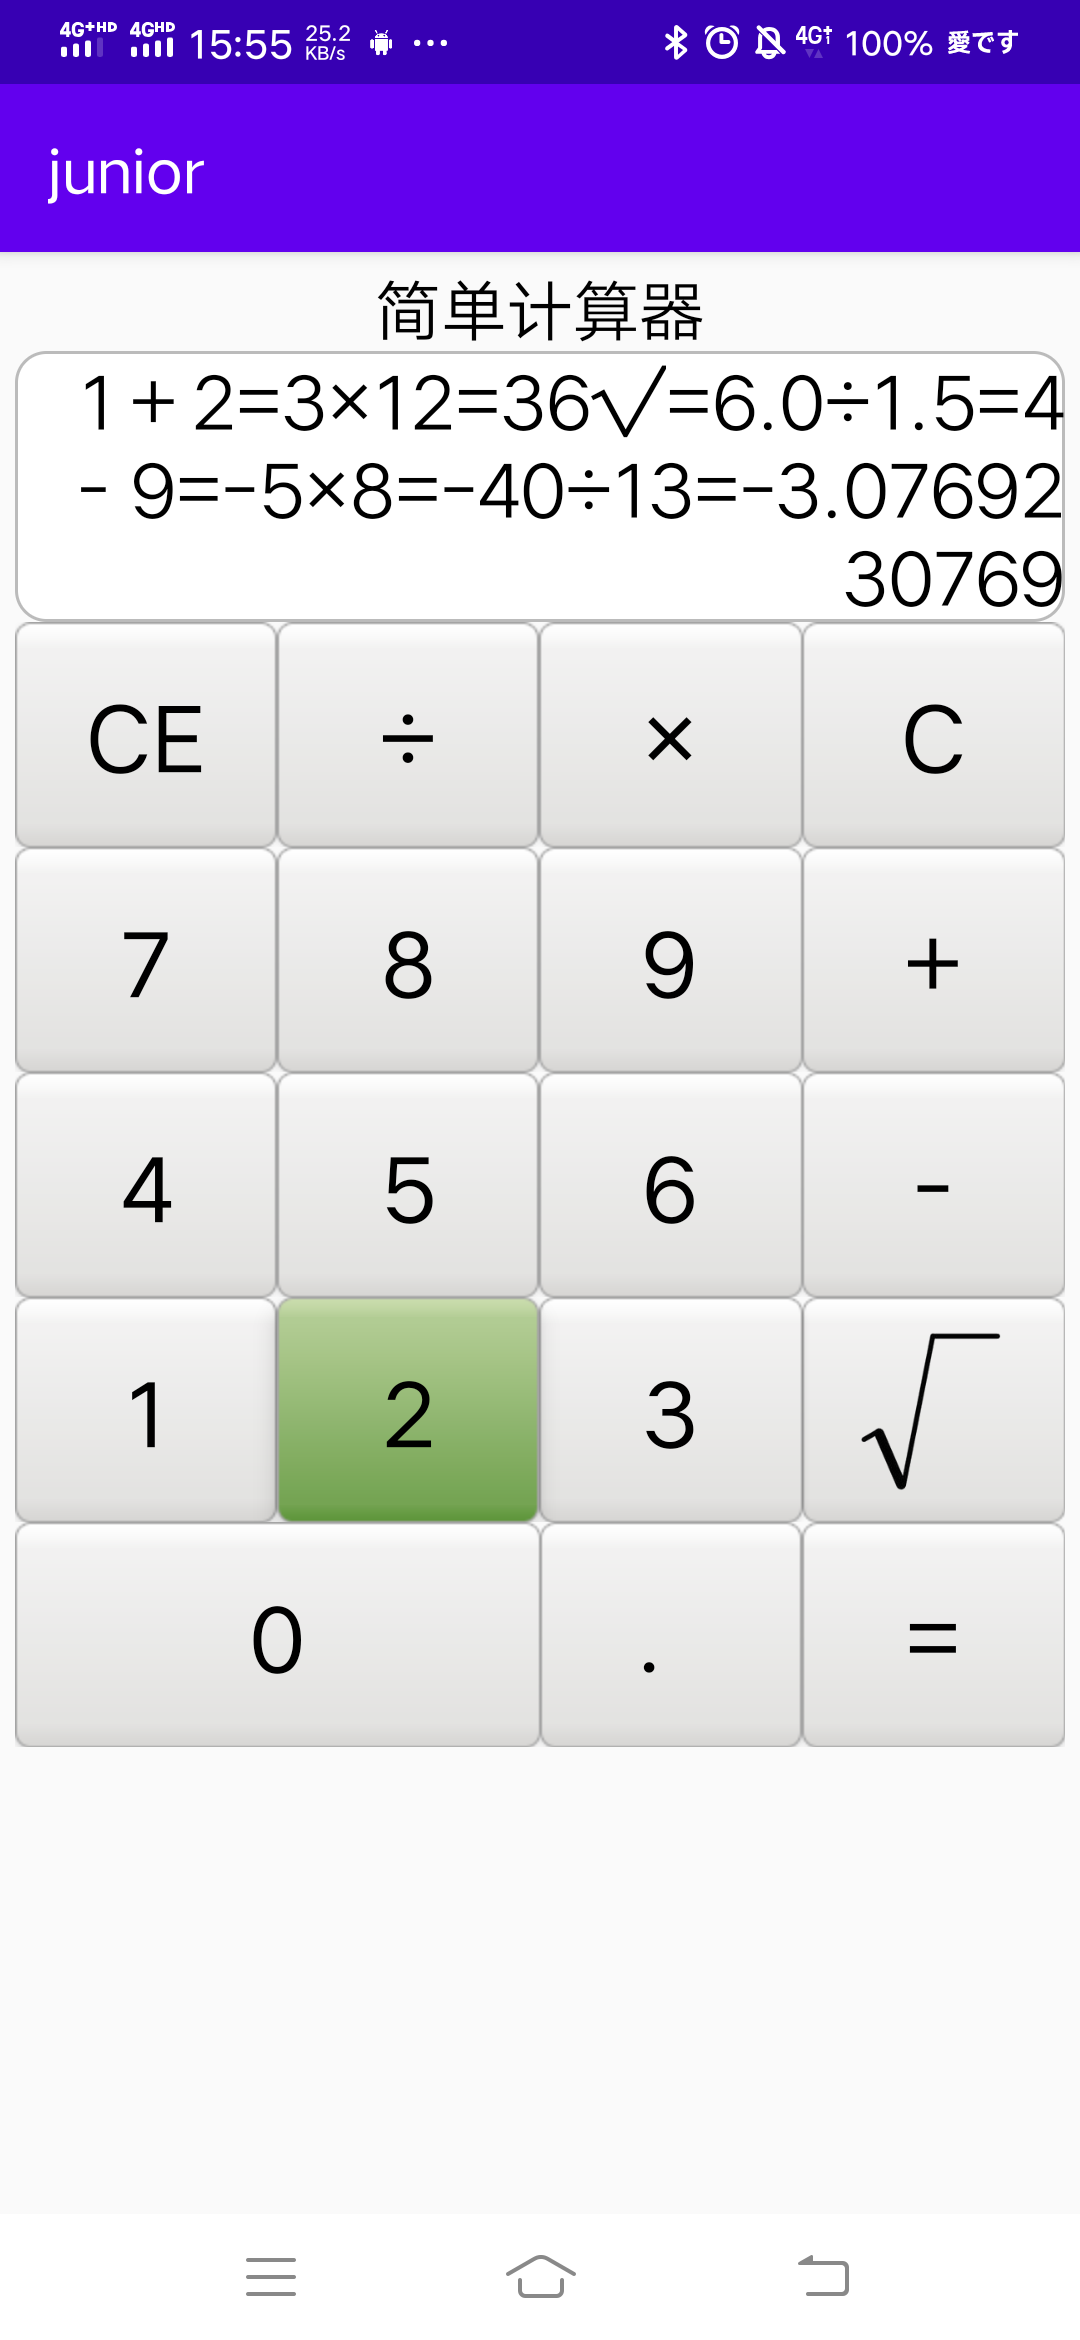 4G+HD 4GHD 15:55 25.2 KB/s ... 4G+ 100% 愛です
junior
简单计算器
1+2=3×12=36√=6.0÷1.5=4
- 9=-5×8=-40÷13=-3.07692
30769
CE ÷ × C
7 8 9 +
4 5 6 -
1 2 3 √
0 . =